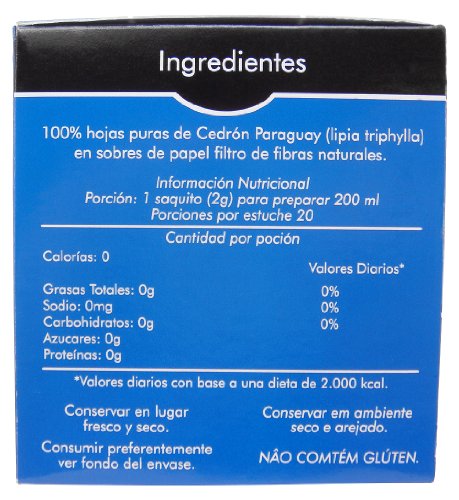 Ingredientes
100% hojas puras de Cedrón Paraguay (lipia triphylla)
en sobres de papel filtro de fibras naturales.
Información Nutricional
Porción: 1 saquito (2g) para preparar 200 ml
Porciones por estuche 20
Cantidad por poción
Calorías: 0
Valores Diarios*
Grasas Totales: 0g 0%
Sodio: 0mg 0%
Carbohidratos: 0g 0%
Azucares: 0g
Proteínas: 0g
*Valores diarios con base a una dieta de 2.000 kcal.
Conservar en lugar
fresco y seco.
Consumir preferentemente
ver fondo del envase.
Conservar em ambiente
seco e arejado.
NÂO COMTÉM GLÚTEN.